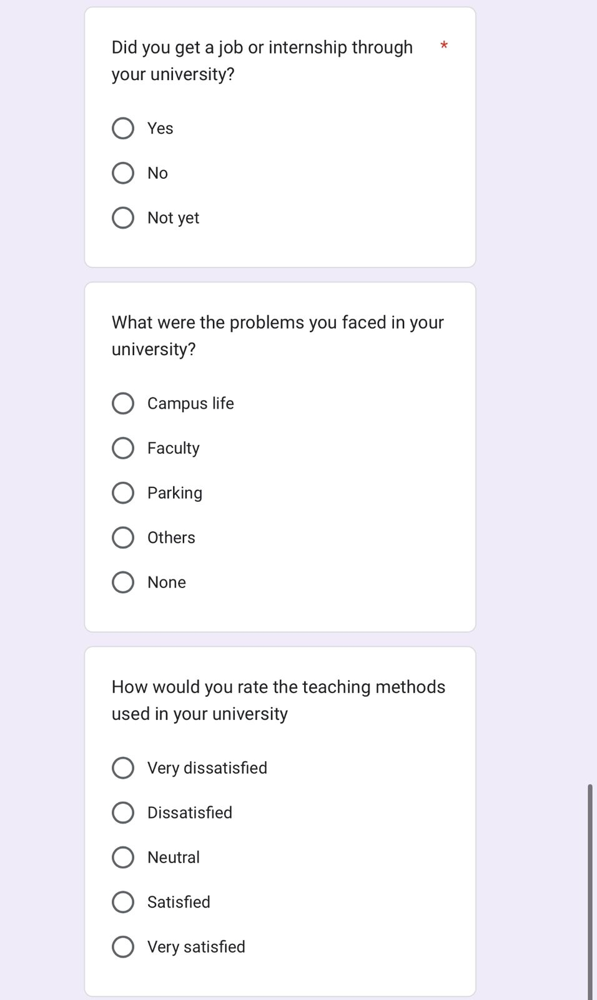 Did you get a job or internship through *
your university?
Yes
No
Not yet
What were the problems you faced in your
university?
Campus life
Faculty
Parking
Others
None
How would you rate the teaching methods
used in your university
Very dissatisfied
Dissatisfied
Neutral
Satisfied
Very satisfied